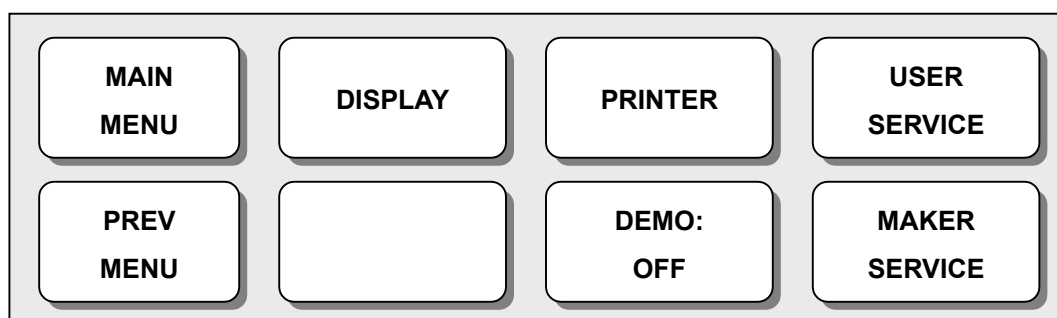 MAIN
MENU
DISPLAY
PRINTER
USER
SERVICE
PREV
MENU
DEMO:
OFF
MAKER
SERVICE